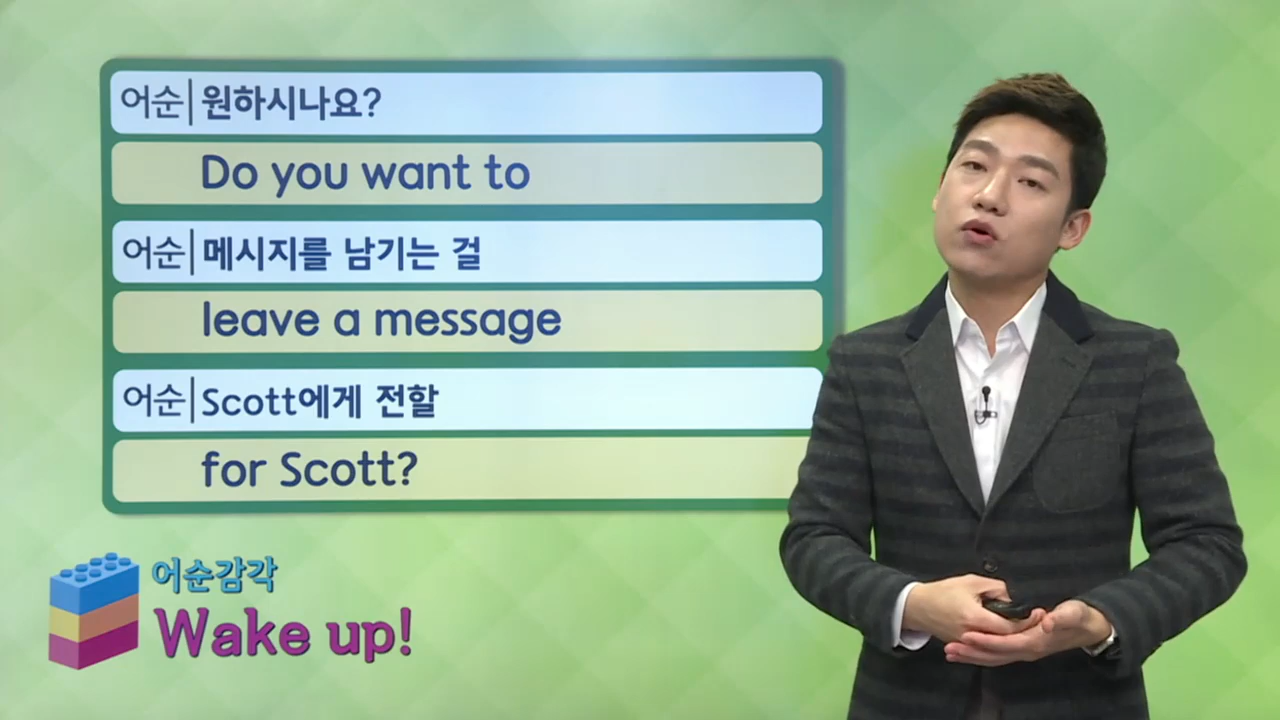 어순|원하시나요?
Do you want to
어순|메시지를 남기는 걸
leave a message
어순|Scott에게 전할
for Scott?
어순감각
Wake up!